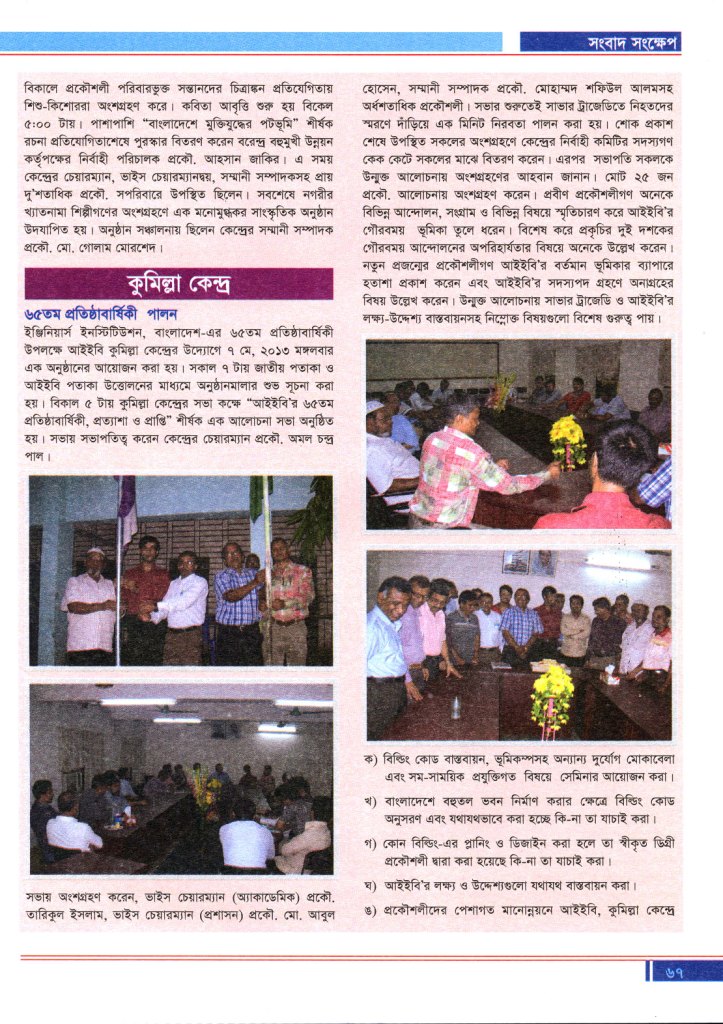 সংবাদ সংক্ষেপ
বিকালে প্রকৌশলী পরিবারভুক্ত সন্তানদের চিত্রাঙ্কন প্রতিযোগিতায়
শিশু-কিশোররা অংশগ্রহণ করে। কবিতা আবৃত্তি শুরু হয় বিকেল
৫:০০ টায়। পাশাপাশি “বাংলাদেশে মুক্তিযুদ্ধের পটভূমি” শীর্ষক
রচনা প্রতিযোগিতাশেষে পুরস্কার বিতরণ করেন বরেন্দ্র বহুমুখী উন্নয়ন
কর্তৃপক্ষের নির্বাহী পরিচালক প্রকৌ. আহসান জাকির। এ সময়
কেন্দ্রের চেয়ারম্যান, ভাইস চেয়ারম্যানদ্বয়, সম্মানী সম্পাদকসহ প্রায়
দু’শতাধিক প্রকৌ. সপরিবারে উপস্থিত ছিলেন। সবশেষে নগরীর
খ্যাতনামা শিল্পীগণের অংশগ্রহণে এক মনোমুগ্ধকর সাংস্কৃতিক অনুষ্ঠান
উদযাপিত হয়। অনুষ্ঠান সঞ্চালনায় ছিলেন কেন্দ্রের সম্মানী সম্পাদক
প্রকৌ. মো. গোলাম মোরশেদ।
কুমিল্লা কেন্দ্র
৬৫তম প্রতিষ্ঠাবার্ষিকী পালন
ইঞ্জিনিয়ার্স ইনস্টিটিউশন, বাংলাদেশ-এর ৬৫তম প্রতিষ্ঠাবার্ষিকী
উপলক্ষে আইইবি কুমিল্লা কেন্দ্রের উদ্যোগে ৭ মে, ২০১৩ মঙ্গলবার
এক অনুষ্ঠানের আয়োজন করা হয়। সকাল ৭ টায় জাতীয় পতাকা ও
আইইবি পতাকা উত্তোলনের মাধ্যমে অনুষ্ঠানমালার শুভ সূচনা করা
হয়। বিকাল ৫ টায় কুমিল্লা কেন্দ্রের সভা কক্ষে “আইইবি’র ৬৫তম
প্রতিষ্ঠাবার্ষিকী, প্রত্যাশা ও প্রাপ্তি” শীর্ষক এক আলোচনা সভা অনুষ্ঠিত
হয়। সভায় সভাপতিত্ব করেন কেন্দ্রের চেয়ারম্যান প্রকৌ. অমল চন্দ্র
পাল।
সভায় অংশগ্রহণ করেন, ভাইস চেয়ারম্যান (অ্যাকাডেমিক) প্রকৌ.
তারিকুল ইসলাম, ভাইস চেয়ারম্যান (প্রশাসন) প্রকৌ. মো. আবুল
হোসেন, সম্মানী সম্পাদক প্রকৌ. মোহাম্মদ শফিউল আলমসহ
অর্ধশতাধিক প্রকৌশলী। সভার শুরুতেই সাভার ট্রাজেডিতে নিহতদের
স্মরণে দাঁড়িয়ে এক মিনিট নিরবতা পালন করা হয়। শোক প্রকাশ
শেষে উপস্থিত সকলের অংশগ্রহণে কেন্দ্রের নির্বাহী কমিটির সদস্যগণ
কেক কেটে সকলের মাঝে বিতরণ করেন। এরপর সভাপতি সকলকে
উন্মুক্ত আলোচনায় অংশগ্রহণের আহবান জানান। মোট ২৫ জন
প্রকৌ. আলোচনায় অংশগ্রহণ করেন। প্রবীণ প্রকৌশলীগণ অনেকে
বিভিন্ন আন্দোলন, সংগ্রাম ও বিভিন্ন বিষয়ে স্মৃতিচারণ করে আইইবি’র
গৌরবময় ভূমিকা তুলে ধরেন। বিশেষ করে প্রকৃচির দুই দশকের
গৌরবময় আন্দোলনের অপরিহার্যতার বিষয়ে অনেকে উল্লেখ করেন।
নতুন প্রজন্মের প্রকৌশলীগণ আইইবি’র বর্তমান ভূমিকার ব্যাপারে
হতাশা প্রকাশ করেন এবং আইইবি’র সদস্যপদ গ্রহণে অনাগ্রহের
বিষয় উল্লেখ করেন। উন্মুক্ত আলোচনায় সাভার ট্রাজেডি ও আইইবি’র
লক্ষ্য-উদ্দেশ্য বাস্তবায়নসহ নিম্নোক্ত বিষয়গুলো বিশেষ গুরুত্ব পায়।
ক) বিল্ডিং কোড বাস্তবায়ন, ভূমিকম্পসহ অন্যান্য দুর্যোগ মোকাবেলা
এবং সম-সাময়িক প্রযুক্তিগত বিষয়ে সেমিনার আয়োজন করা।
খ) বাংলাদেশে বহুতল ভবন নির্মাণ করার ক্ষেত্রে বিল্ডিং কোড
অনুসরণ এবং যথাযথভাবে করা হচ্ছে কি-না তা যাচাই করা।
গ) কোন বিল্ডিং-এর প্লানিং ও ডিজাইন করা হলে তা স্বীকৃত ডিগ্রী
প্রকৌশলী দ্বারা করা হয়েছে কি-না তা যাচাই করা।
ঘ) আইইবি’র লক্ষ্য ও উদ্দেশ্যগুলো যথাযথ বাস্তবায়ন করা।
ঙ) প্রকৌশলীদের পেশাগত মানোন্নয়নে আইইবি, কুমিল্লা কেন্দ্রে
৬৭